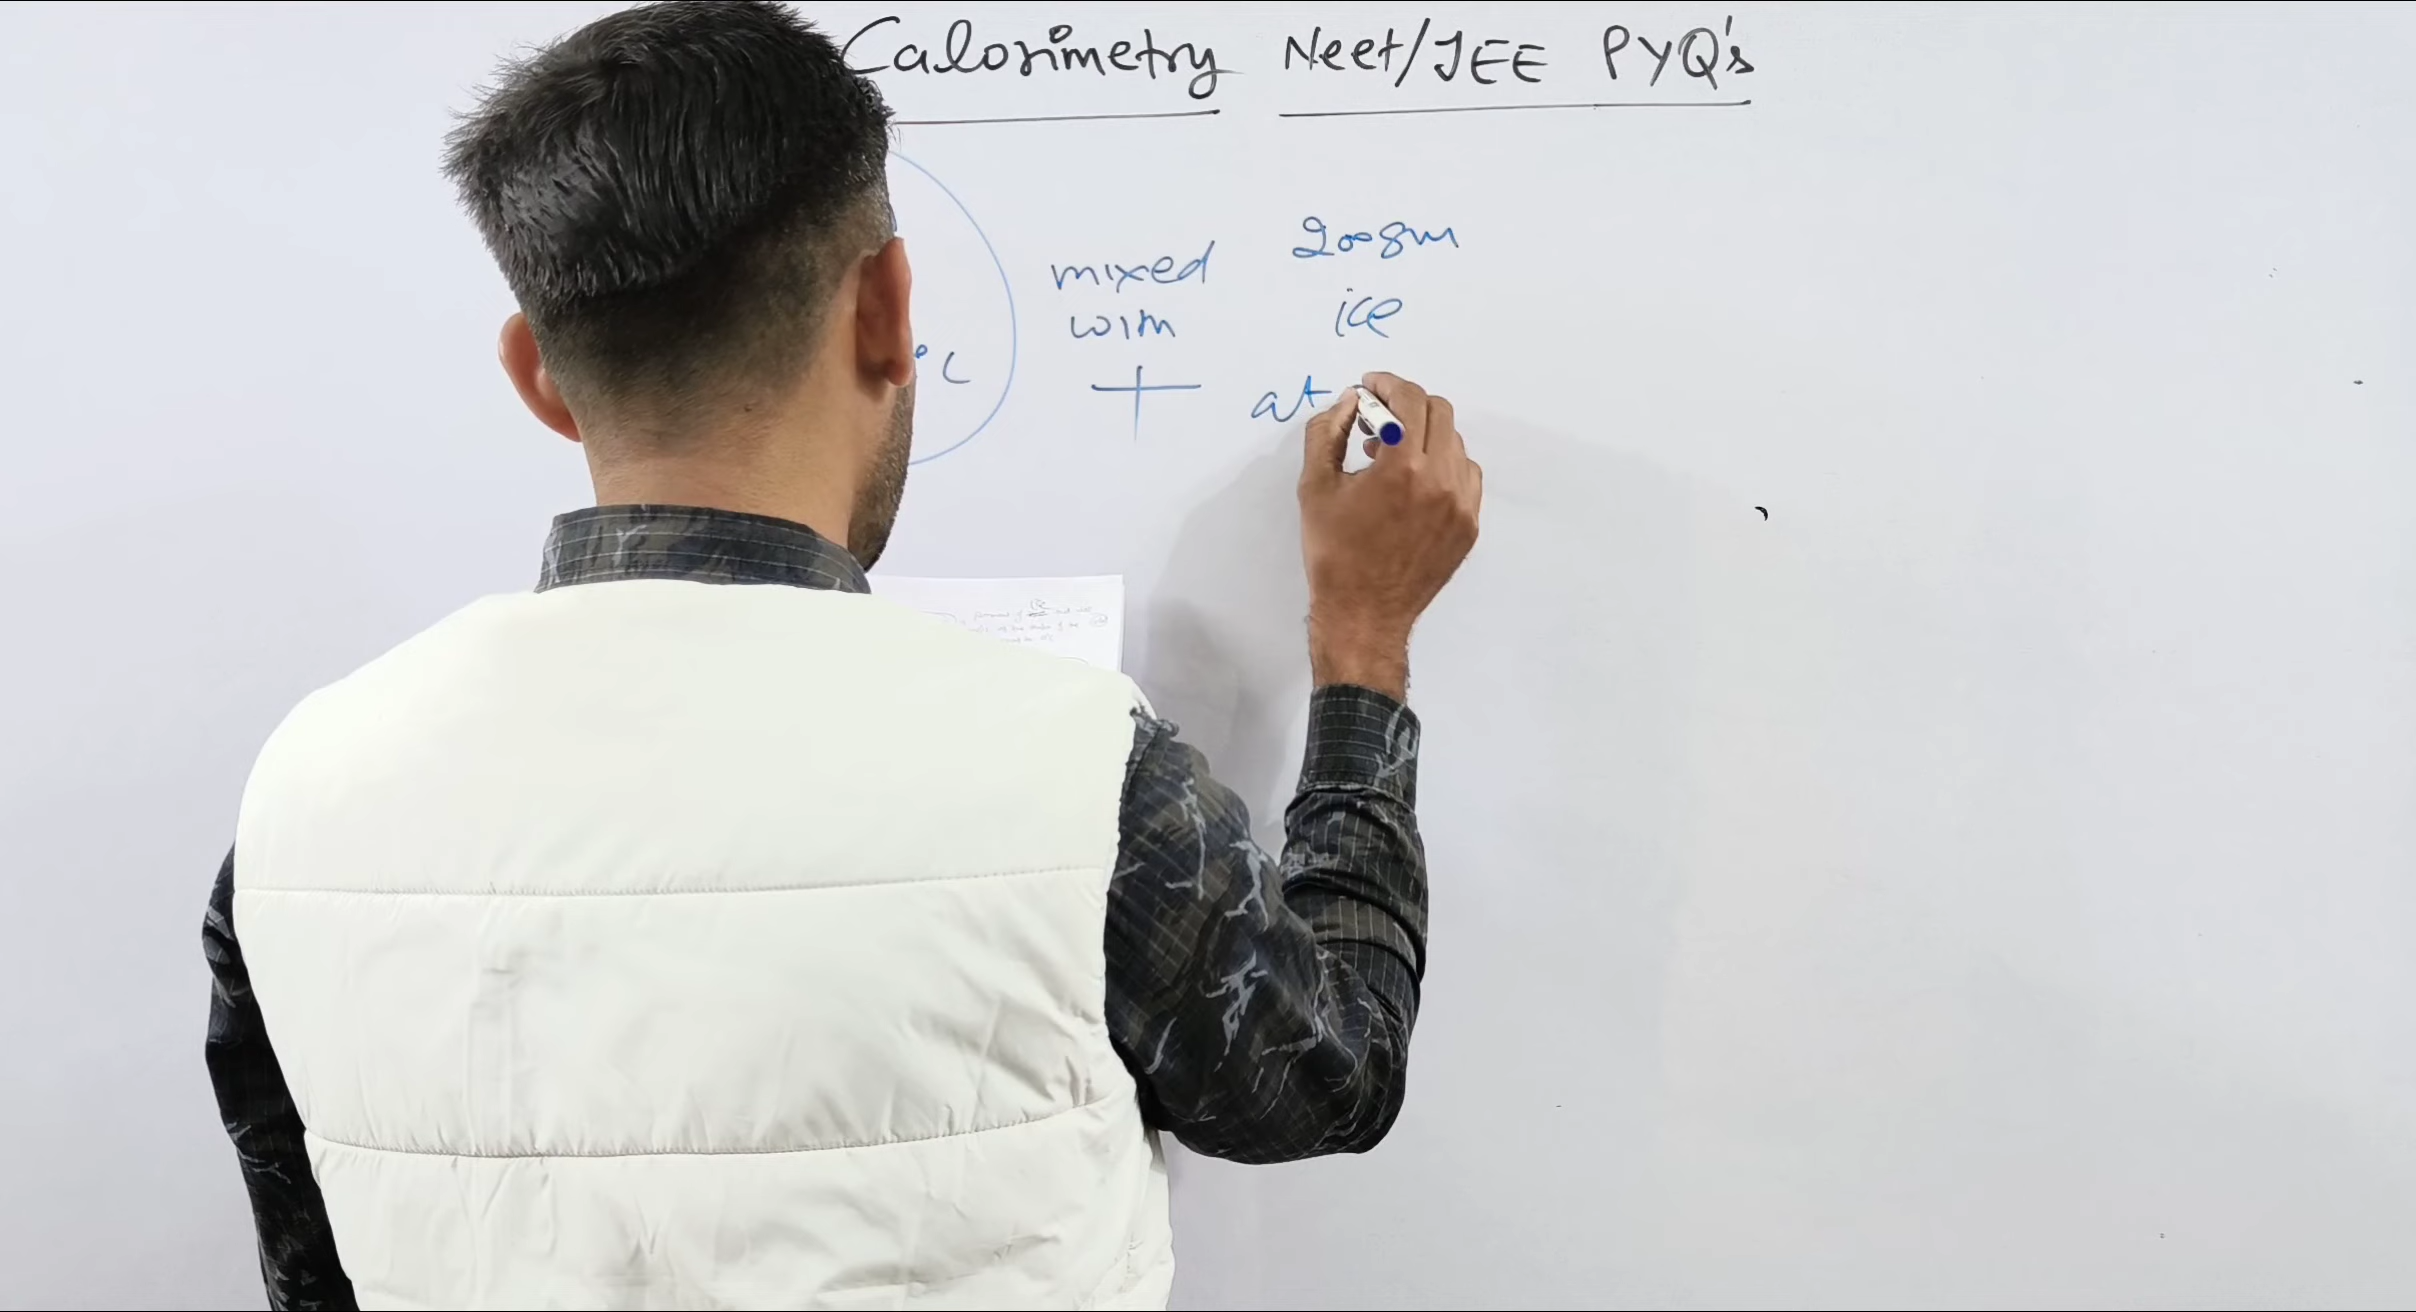 Calorimetry Neet/JEE PYQ's
200gm
mixed
ice
with
°C
+
at